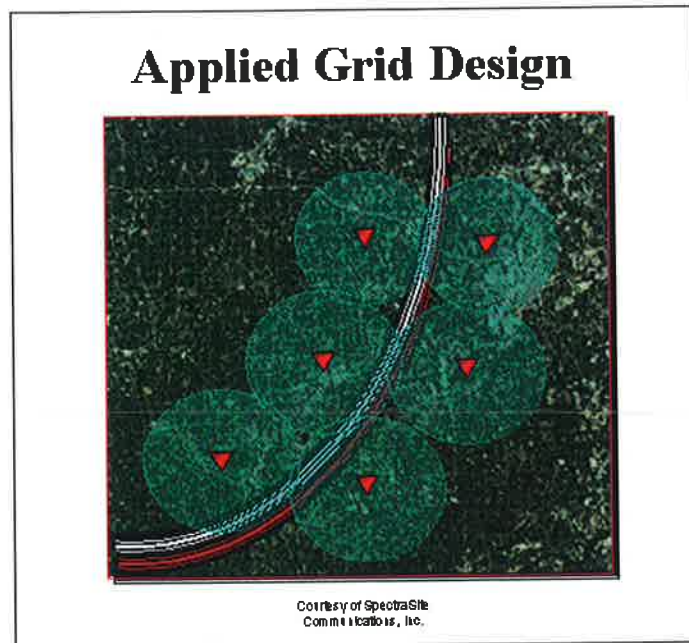 Applied Grid Design
Courtesy of SpectraSite
Communications, Inc.